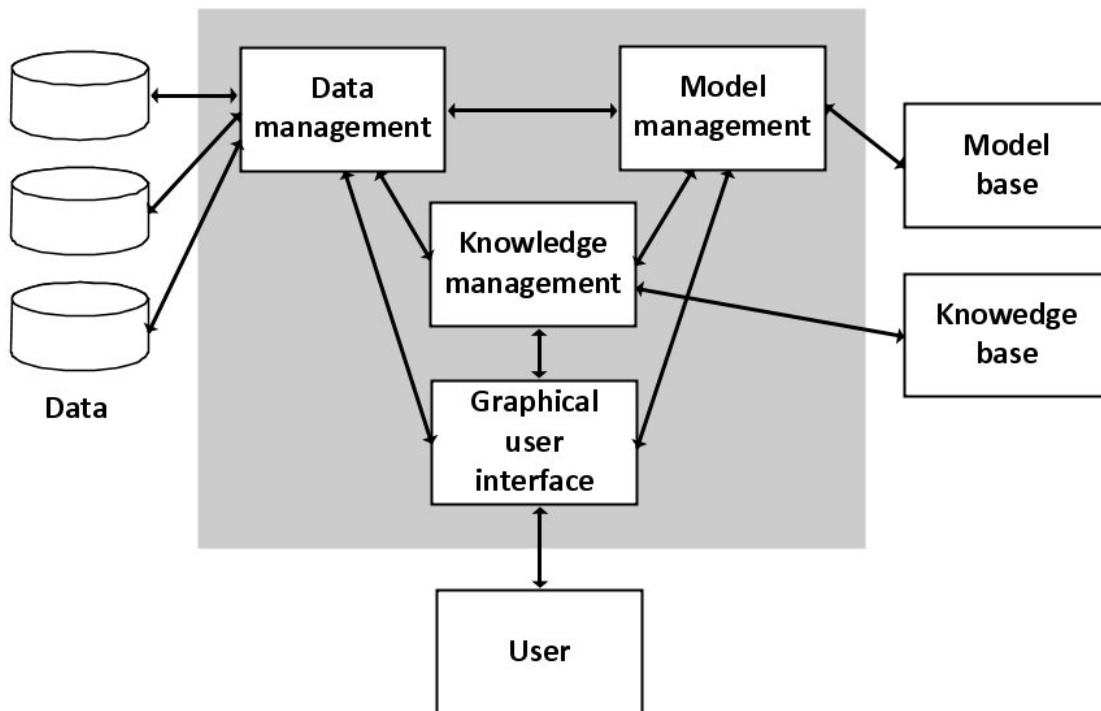 Data
management
Model
management
Model
base
Knowledge
management
Knowedge
base
Data
Graphical
user
interface
User